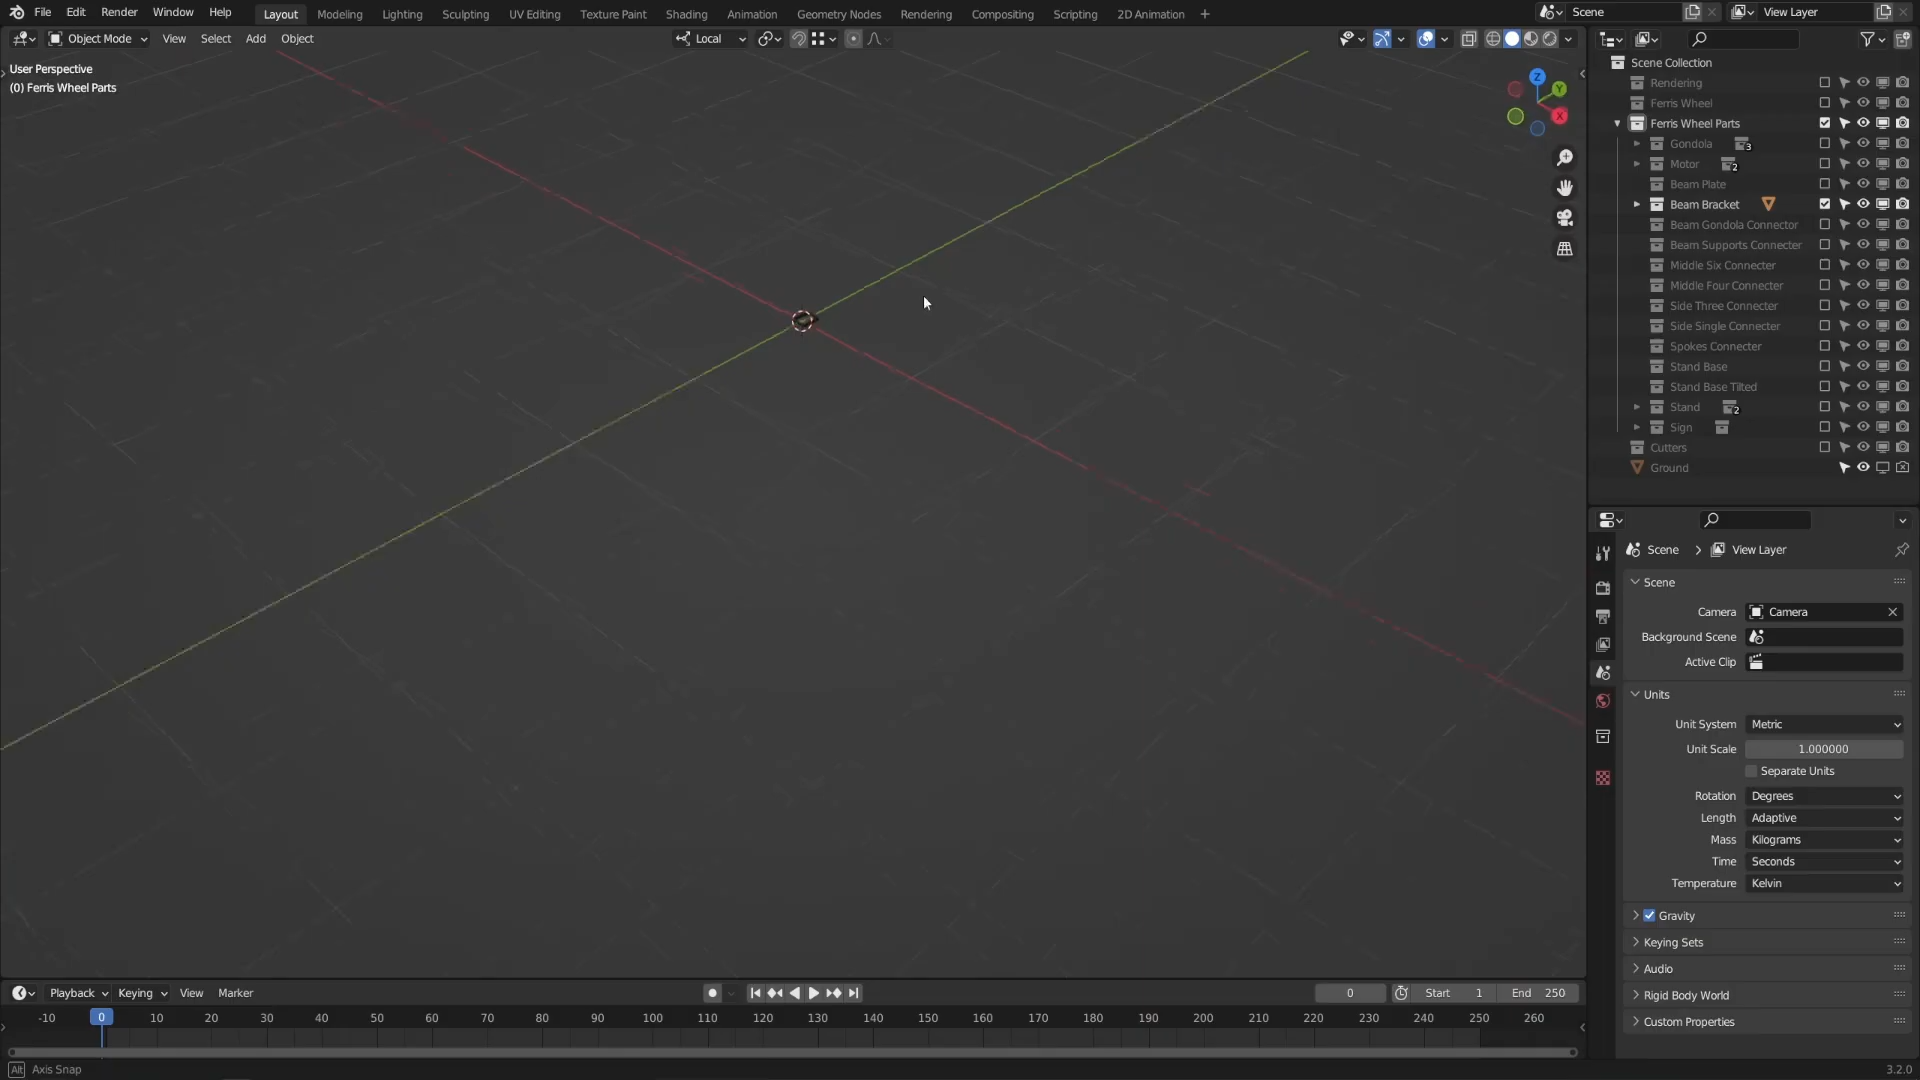 File Edit Render Window Help Layout Modeling Lighting Sculpting UV Editing Texture Paint Shading Animation Geometry Nodes Rendering Compositing Scripting 2D Animation + Scene View Layer
Object Mode View Select Add Object Local
User Perspective
(0) Ferris Wheel Parts
Z
Y
X
Scene Collection
Rendering
Ferris Wheel
Ferris Wheel Parts
Gondola 3
Motor 2
Beam Plate
Beam Bracket
Beam Gondola Connector
Beam Supports Connecter
Middle Six Connecter
Middle Four Connecter
Side Three Connecter
Side Single Connecter
Spokes Connecter
Stand Base
Stand Base Tilted
Stand 2
Sign
Cutters
Ground
Scene > View Layer
Scene
Camera Camera
Background Scene
Active Clip
Units
Unit System Metric
Unit Scale 1.000000
Separate Units
Rotation Degrees
Length Adaptive
Mass Kilograms
Time Seconds
Temperature Kelvin
Gravity
Keying Sets
Audio
Rigid Body World
Custom Properties
Playback Keying View Marker 0 Start 1 End 250
-10 0 10 20 30 40 50 60 70 80 90 100 110 120 130 140 150 160 170 180 190 200 210 220 230 240 250 260
Alt Axis Snap 3.2.0